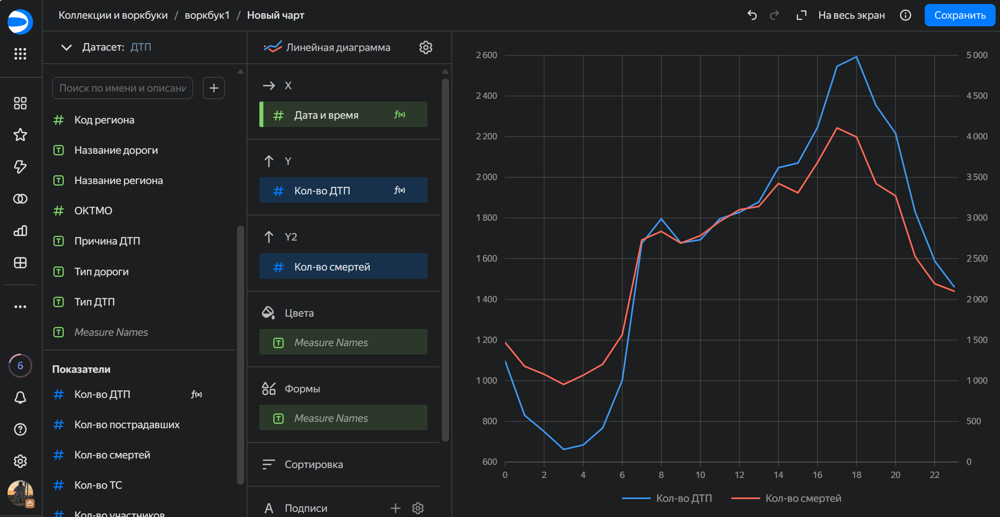 Коллекции и воркбуки / воркбук1 / Новый чарт
На весь экран
Сохранить
Датасет: ДТП
Поиск по имени и описани
Код региона
Название дороги
Название региона
ОКТМО
Причина ДТП
Тип дороги
Тип ДТП
Measure Names
Показатели
Кол-во ДТП f(x)
Кол-во пострадавших
Кол-во смертей
Кол-во ТС
Кол-во участников
6
Линейная диаграмма
X
Дата и время f(x)
Y
Кол-во ДТП f(x)
Y2
Кол-во смертей
Цвета
Measure Names
Формы
Measure Names
Сортировка
Подписи
2 600
2 400
2 200
2 000
1 800
1 600
1 400
1 200
1 000
800
600
5 000
4 500
4 000
3 500
3 000
2 500
2 000
1 500
1 000
500
0
0 2 4 6 8 10 12 14 16 18 20 22
Кол-во ДТП Кол-во смертей